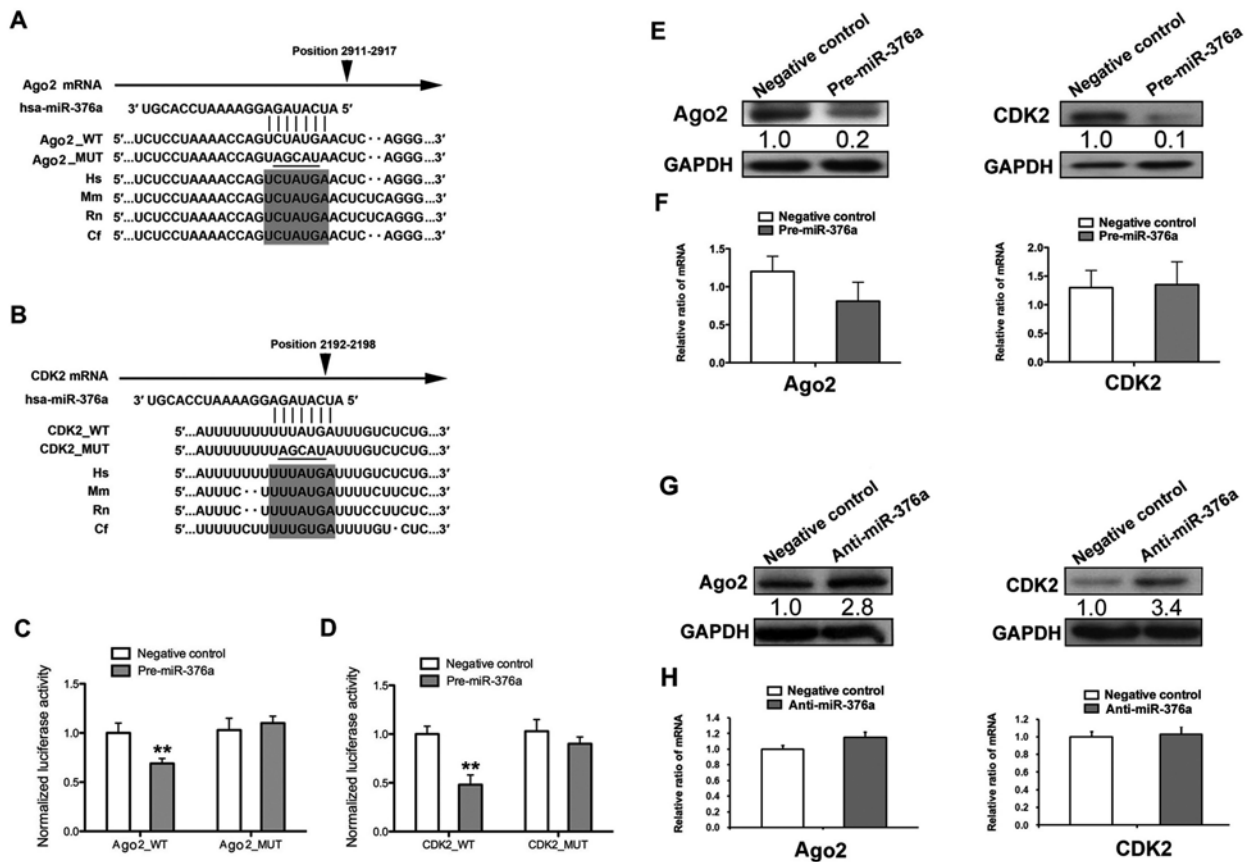 A
Position 2911-2917
Ago2 mRNA
hsa-miR-376a 3′ UGCACCUAAAAGGAGAUACUA 5′
Ago2_WT 5′...UCUCCUAAAACCAGUCUAUGAACUC··AGGG...3′
Ago2_MUT 5′...UCUCCUAAAACCAGUAGCAUAACUC··AGGG...3′
Hs 5′...UCUCCUAAAACCAGUCUAUGAACUC··AGGG...3′
Mm 5′...UCUCCUAAAACCAGUCUAUGAACUCUCAGGG...3′
Rn 5′...UCUCCUAAAACCAGUCUAUGAACUCUCAGGG...3′
Cf 5′...UCUCCUAAAACCAGUCUAUGAACUC··AGGG...3′
B
Position 2192-2198
CDK2 mRNA
hsa-miR-376a 3′ UGCACCUAAAAGGAGAUACUA 5′
CDK2_WT 5′...AUUUUUUUUUUUAUGAUUUGUCUCUG...3′
CDK2_MUT 5′...AUUUUUUUUUUAGCAUAUUUGUCUCUG...3′
Hs 5′...AUUUUUUUUUUUAUGAUUUGUCUCUG...3′
Mm 5′...AUUUC··UUUUUAUGAUUUUCUUCUC...3′
Rn 5′...AUUUC··UUUUUAUGAUUUCCUUCUC...3′
Cf 5′...UUUUUCUUUUUGUGAUUUUGU·CUC...3′
C
Negative control
Pre-miR-376a
Normalized luciferase activity
1.5
1.0
0.5
0.0
Ago2_WT Ago2_MUT
D
Negative control
Pre-miR-376a
Normalized luciferase activity
1.5
1.0
0.5
0.0
**
**
CDK2_WT CDK2_MUT
E
Negative control Pre-miR-376a
Ago2
1.0 0.2
GAPDH
Negative control Pre-miR-376a
CDK2
1.0 0.1
GAPDH
F
Negative control
Pre-miR-376a
Relative ratio of mRNA
1.5
1.0
0.5
0.0
Ago2
Negative control
Pre-miR-376a
Relative ratio of mRNA
2.0
1.5
1.0
0.5
0.0
CDK2
G
Negative control Anti-miR-376a
Ago2
1.0 2.8
GAPDH
Negative control Anti-miR-376a
CDK2
1.0 3.4
GAPDH
H
Negative control
Anti-miR-376a
Relative ratio of mRNA
1.4
1.2
1.0
0.8
0.6
0.4
0.2
0.0
Ago2
Negative control
Anti-miR-376a
Relative ratio of mRNA
1.2
1.0
0.8
0.6
0.4
0.2
0.0
CDK2